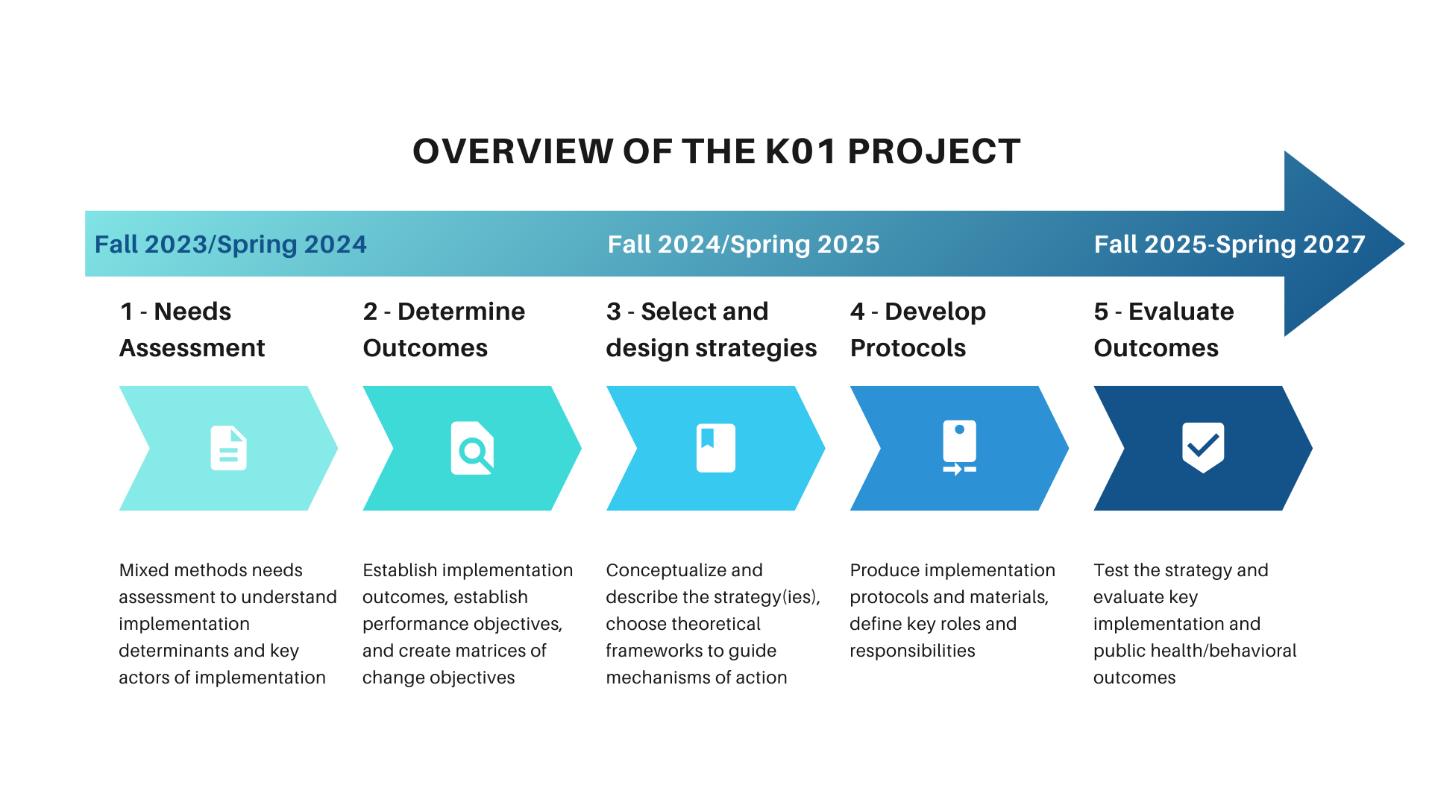 OVERVIEW OF THE K01 PROJECT
Fall 2023/Spring 2024
Fall 2024/Spring 2025
Fall 2025-Spring 2027
1 - Needs
Assessment
2 - Determine
Outcomes
3 - Select and
design strategies
4 - Develop
Protocols
5 - Evaluate
Outcomes
Mixed methods needs
assessment to understand
implementation
determinants and key
actors of implementation
Establish implementation
outcomes, establish
performance objectives,
and create matrices of
change objectives
Conceptualize and
describe the strategy(ies),
choose theoretical
frameworks to guide
mechanisms of action
Produce implementation
protocols and materials,
define key roles and
responsibilities
Test the strategy and
evaluate key
implementation and
public health/behavioral
outcomes